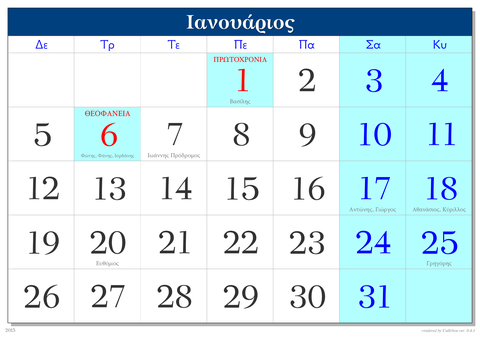 Ιανουάριος
Δε Τρ Τε Πε Πα Σα Κυ
ΠΡΩΤΟΧΡΟΝΙΑ
1 2 3 4
Βασίλης
ΘΕΟΦΑΝΕΙΑ
5 6 7 8 9 10 11
Φώτης, Φάνης, Ιορδάνης Ιωάννης Πρόδρομος
12 13 14 15 16 17 18
Αντώνης, Γιώργος Αθανάσιος, Κύριλλος
19 20 21 22 23 24 25
Ευθύμιος Γρηγόρης
26 27 28 29 30 31
2015